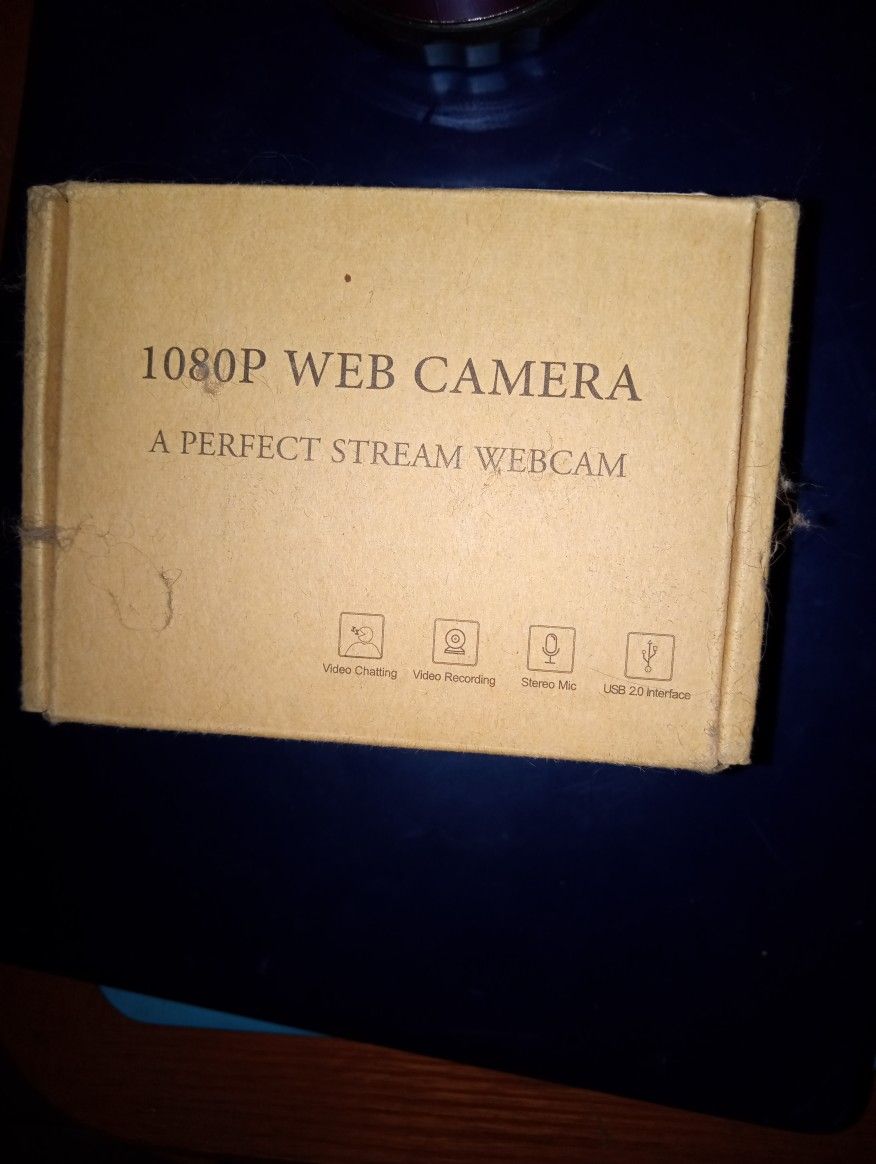 1080P WEB CAMERA
A PERFECT STREAM WEBCAM
Video Chatting Video Recording Stereo Mic USB 2.0 interface